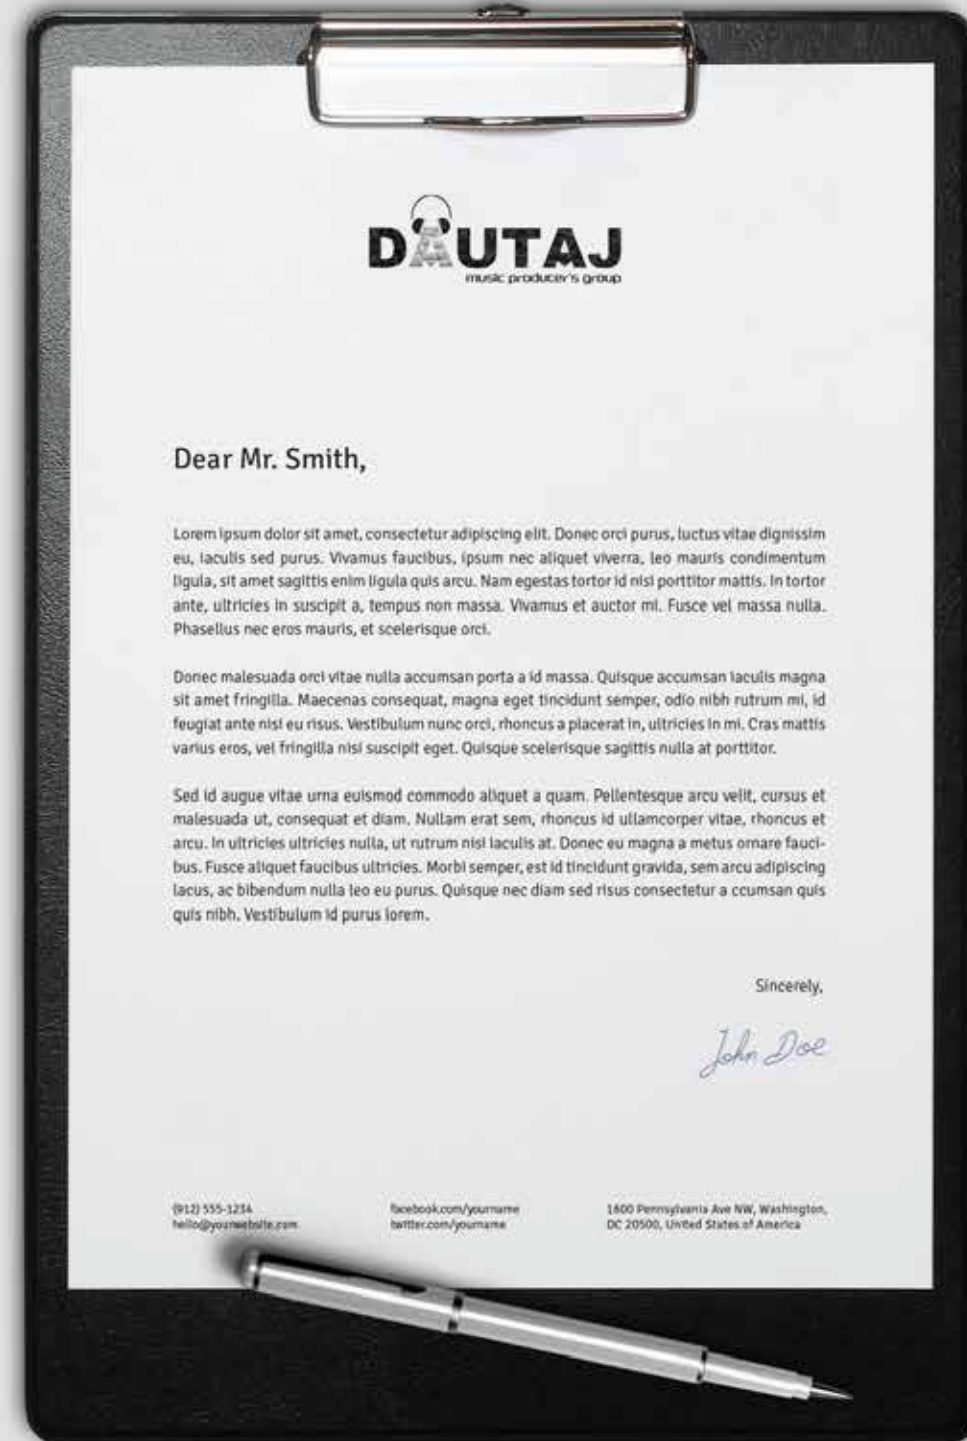 DAUTAJ
music producer's group
Dear Mr. Smith,
Lorem ipsum dolor sit amet, consectetur adipiscing elit. Donec orci purus, luctus vitae dignissim
eu, iaculis sed purus. Vivamus faucibus, ipsum nec aliquet viverra, leo mauris condimentum
ligula, sit amet sagittis enim ligula quis arcu. Nam egestas tortor id nisl porttitor mattis. In tortor
ante, ultricies in suscipit a, tempus non massa. Vivamus et auctor mi. Fusce vel massa nulla.
Phasellus nec eros mauris, et scelerisque orci.
Donec malesuada orci vitae nulla accumsan porta a id massa. Quisque accumsan iaculis magna
sit amet fringilla. Maecenas consequat, magna eget tincidunt semper, odio nibh rutrum mi, id
feugiat ante nisl eu risus. Vestibulum nunc orci, rhoncus a placerat in, ultricies in mi. Cras mattis
varius eros, vel fringilla nisl suscipit eget. Quisque scelerisque sagittis nulla at porttitor.
Sed id augue vitae urna euismod commodo aliquet a quam. Pellentesque arcu velit, cursus et
malesuada ut, consequat et diam. Nullam erat sem, rhoncus id ullamcorper vitae, rhoncus et
arcu. In ultricies ultricies nulla, ut rutrum nisl iaculis at. Donec eu magna a metus ornare fauci-
bus. Fusce aliquet faucibus ultricies. Morbi semper, est id tincidunt gravida, sem arcu adipiscing
lacus, ac bibendum nulla leo eu purus. Quisque nec diam sed risus consectetur a ccumsan quis
quis nibh. Vestibulum id purus lorem.
Sincerely,
John Doe
(912) 555-1234
hello@yourwebsite.com
facebook.com/yourname
twitter.com/yourname
1600 Pennsylvania Ave NW, Washington,
DC 20500, United States of America